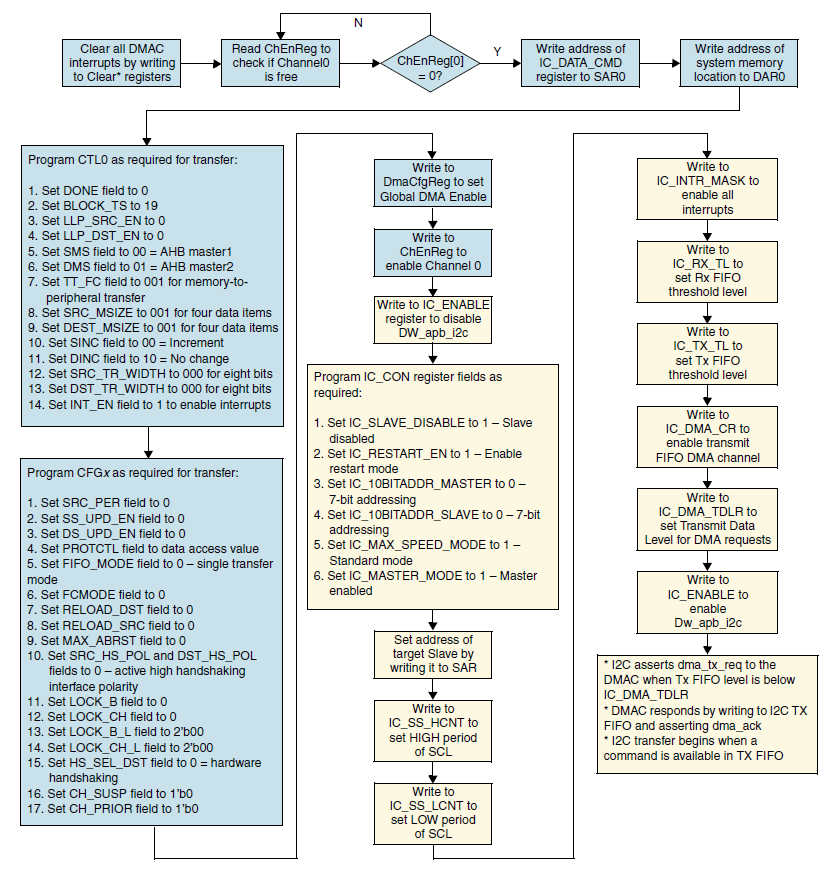 N
Clear all DMAC
interrupts by writing
to Clear* registers
Read ChEnReg to
check if Channel0
is free
ChEnReg[0]
= 0?
Y
Write address of
IC_DATA_CMD
register to SAR0
Write address of
system memory
location to DAR0
Program CTL0 as required for transfer:
1. Set DONE field to 0
2. Set BLOCK_TS to 19
3. Set LLP_SRC_EN to 0
4. Set LLP_DST_EN to 0
5. Set SMS field to 00 = AHB master1
6. Set DMS field to 01 = AHB master2
7. Set TT_FC to 001 for memory-to-
peripheral transfer
8. Set SRC_MSIZE to 001 for four data items
9. Set DEST_MSIZE to 001 for four data items
10. Set SINC field to 00 = Increment
11. Set DINC field to 10 = No change
12. Set SRC_TR_WIDTH to 000 for eight bits
13. Set DST_TR_WIDTH to 000 for eight bits
14. Set INT_EN field to 1 to enable interrupts
Program CFGx as required for transfer:
1. Set SRC_PER field to 0
2. Set SS_UPD_EN field to 0
3. Set DS_UPD_EN field to 0
4. Set PROTCTL field to data access value
5. Set FIFO_MODE field to 0 – single transfer
mode
6. Set FCMODE field to 0
7. Set RELOAD_DST field to 0
8. Set RELOAD_SRC field to 0
9. Set MAX_ABRST field to 0
10. Set SRC_HS_POL and DST_HS_POL
fields to 0 – active high handshaking
interface polarity
11. Set LOCK_B field to 0
12. Set LOCK_CH field to 0
13. Set LOCK_B_L field to 2'b00
14. Set LOCK_CH_L field to 2'b00
15. Set HS_SEL_DST field to 0 = hardware
handshaking
16. Set CH_SUSP field to 1'b0
17. Set CH_PRIOR field to 1'b0
Write to
DmaCfgReg to set
Global DMA Enable
Write to
ChEnReg to
enable Channel 0
Write to IC_ENABLE
register to disable
DW_apb_i2c
Program IC_CON register fields as
required:
1. Set IC_SLAVE_DISABLE to 1 – Slave
disabled
2. Set IC_RESTART_EN to 1 – Enable
restart mode
3. Set IC_10BITADDR_MASTER to 0 –
7-bit addressing
4. Set IC_10BITADDR_SLAVE to 0 – 7-bit
addressing
5. Set IC_MAX_SPEED_MODE to 1 –
Standard mode
6. Set IC_MASTER_MODE to 1 – Master
enabled
Set address of
target Slave by
writing it to SAR
Write to
IC_SS_HCNT to
set HIGH period
of SCL
Write to
IC_SS_LCNT to
set LOW period
of SCL
Write to
IC_INTR_MASK to
enable all
interrupts
Write to
IC_RX_TL to
set Rx FIFO
threshold level
Write to
IC_TX_TL to
set Tx FIFO
threshold level
Write to
IC_DMA_CR to
enable transmit
FIFO DMA channel
Write to
IC_DMA_TDLR to
set Transmit Data
Level for DMA requests
Write to
IC_ENABLE to
enable
Dw_apb_i2c
* I2C asserts dma_tx_req to the
DMAC when Tx FIFO level is below
IC_DMA_TDLR
* DMAC responds by writing to I2C TX
FIFO and asserting dma_ack
* I2C transfer begins when a
command is available in TX FIFO